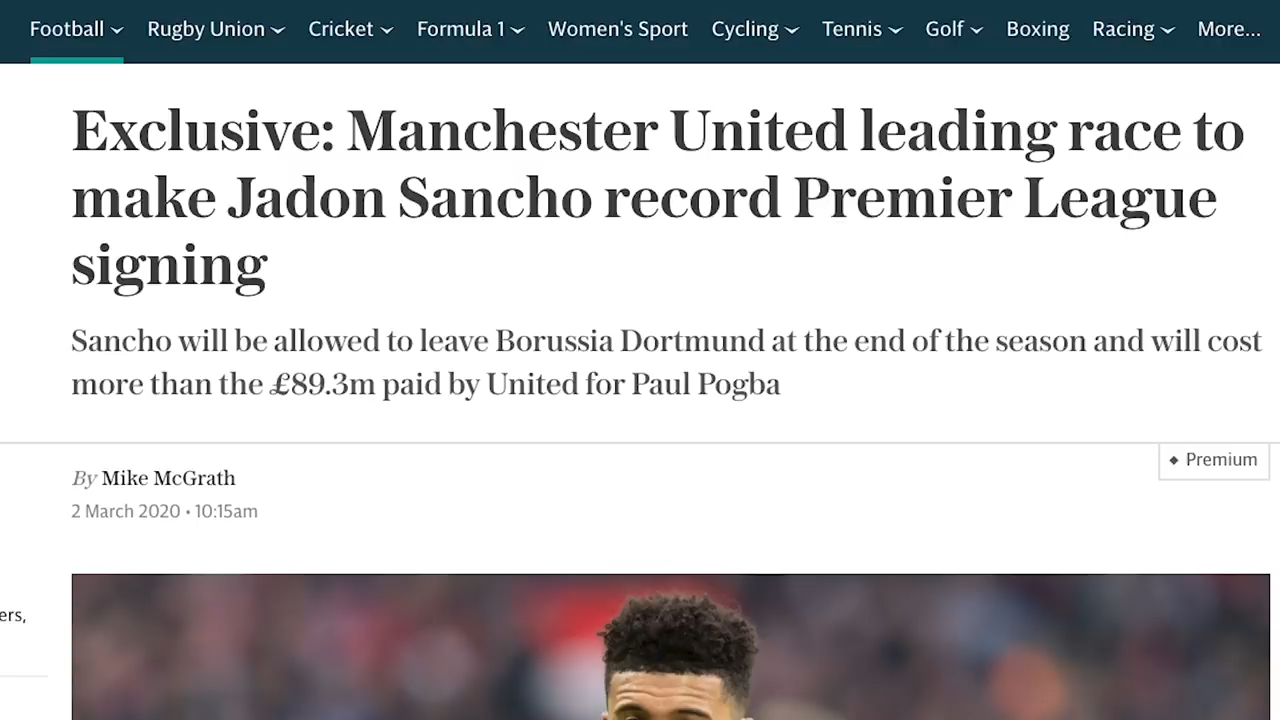 Football Rugby Union Cricket Formula 1 Women's Sport Cycling Tennis Golf Boxing Racing More...
Exclusive: Manchester United leading race to
make Jadon Sancho record Premier League
signing
Sancho will be allowed to leave Borussia Dortmund at the end of the season and will cost
more than the £89.3m paid by United for Paul Pogba
Premium
By Mike McGrath
2 March 2020 • 10:15am
ers,